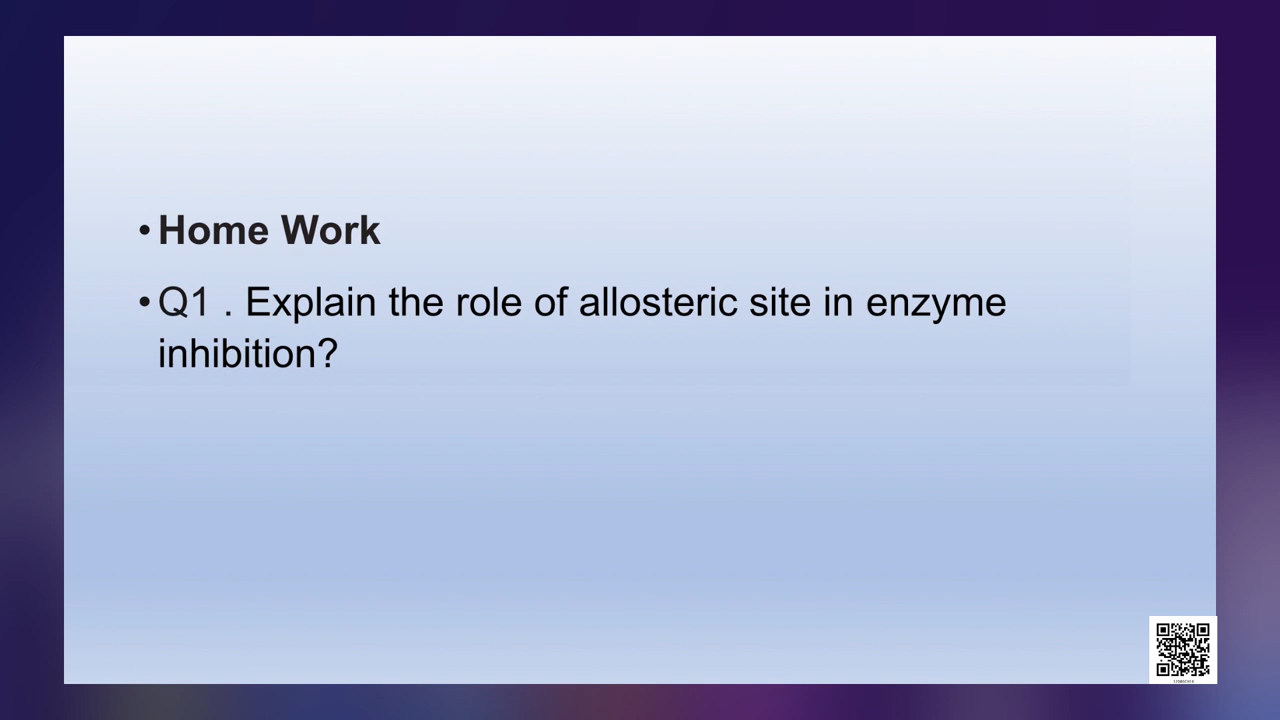 • Home Work
• Q1 . Explain the role of allosteric site in enzyme
inhibition?